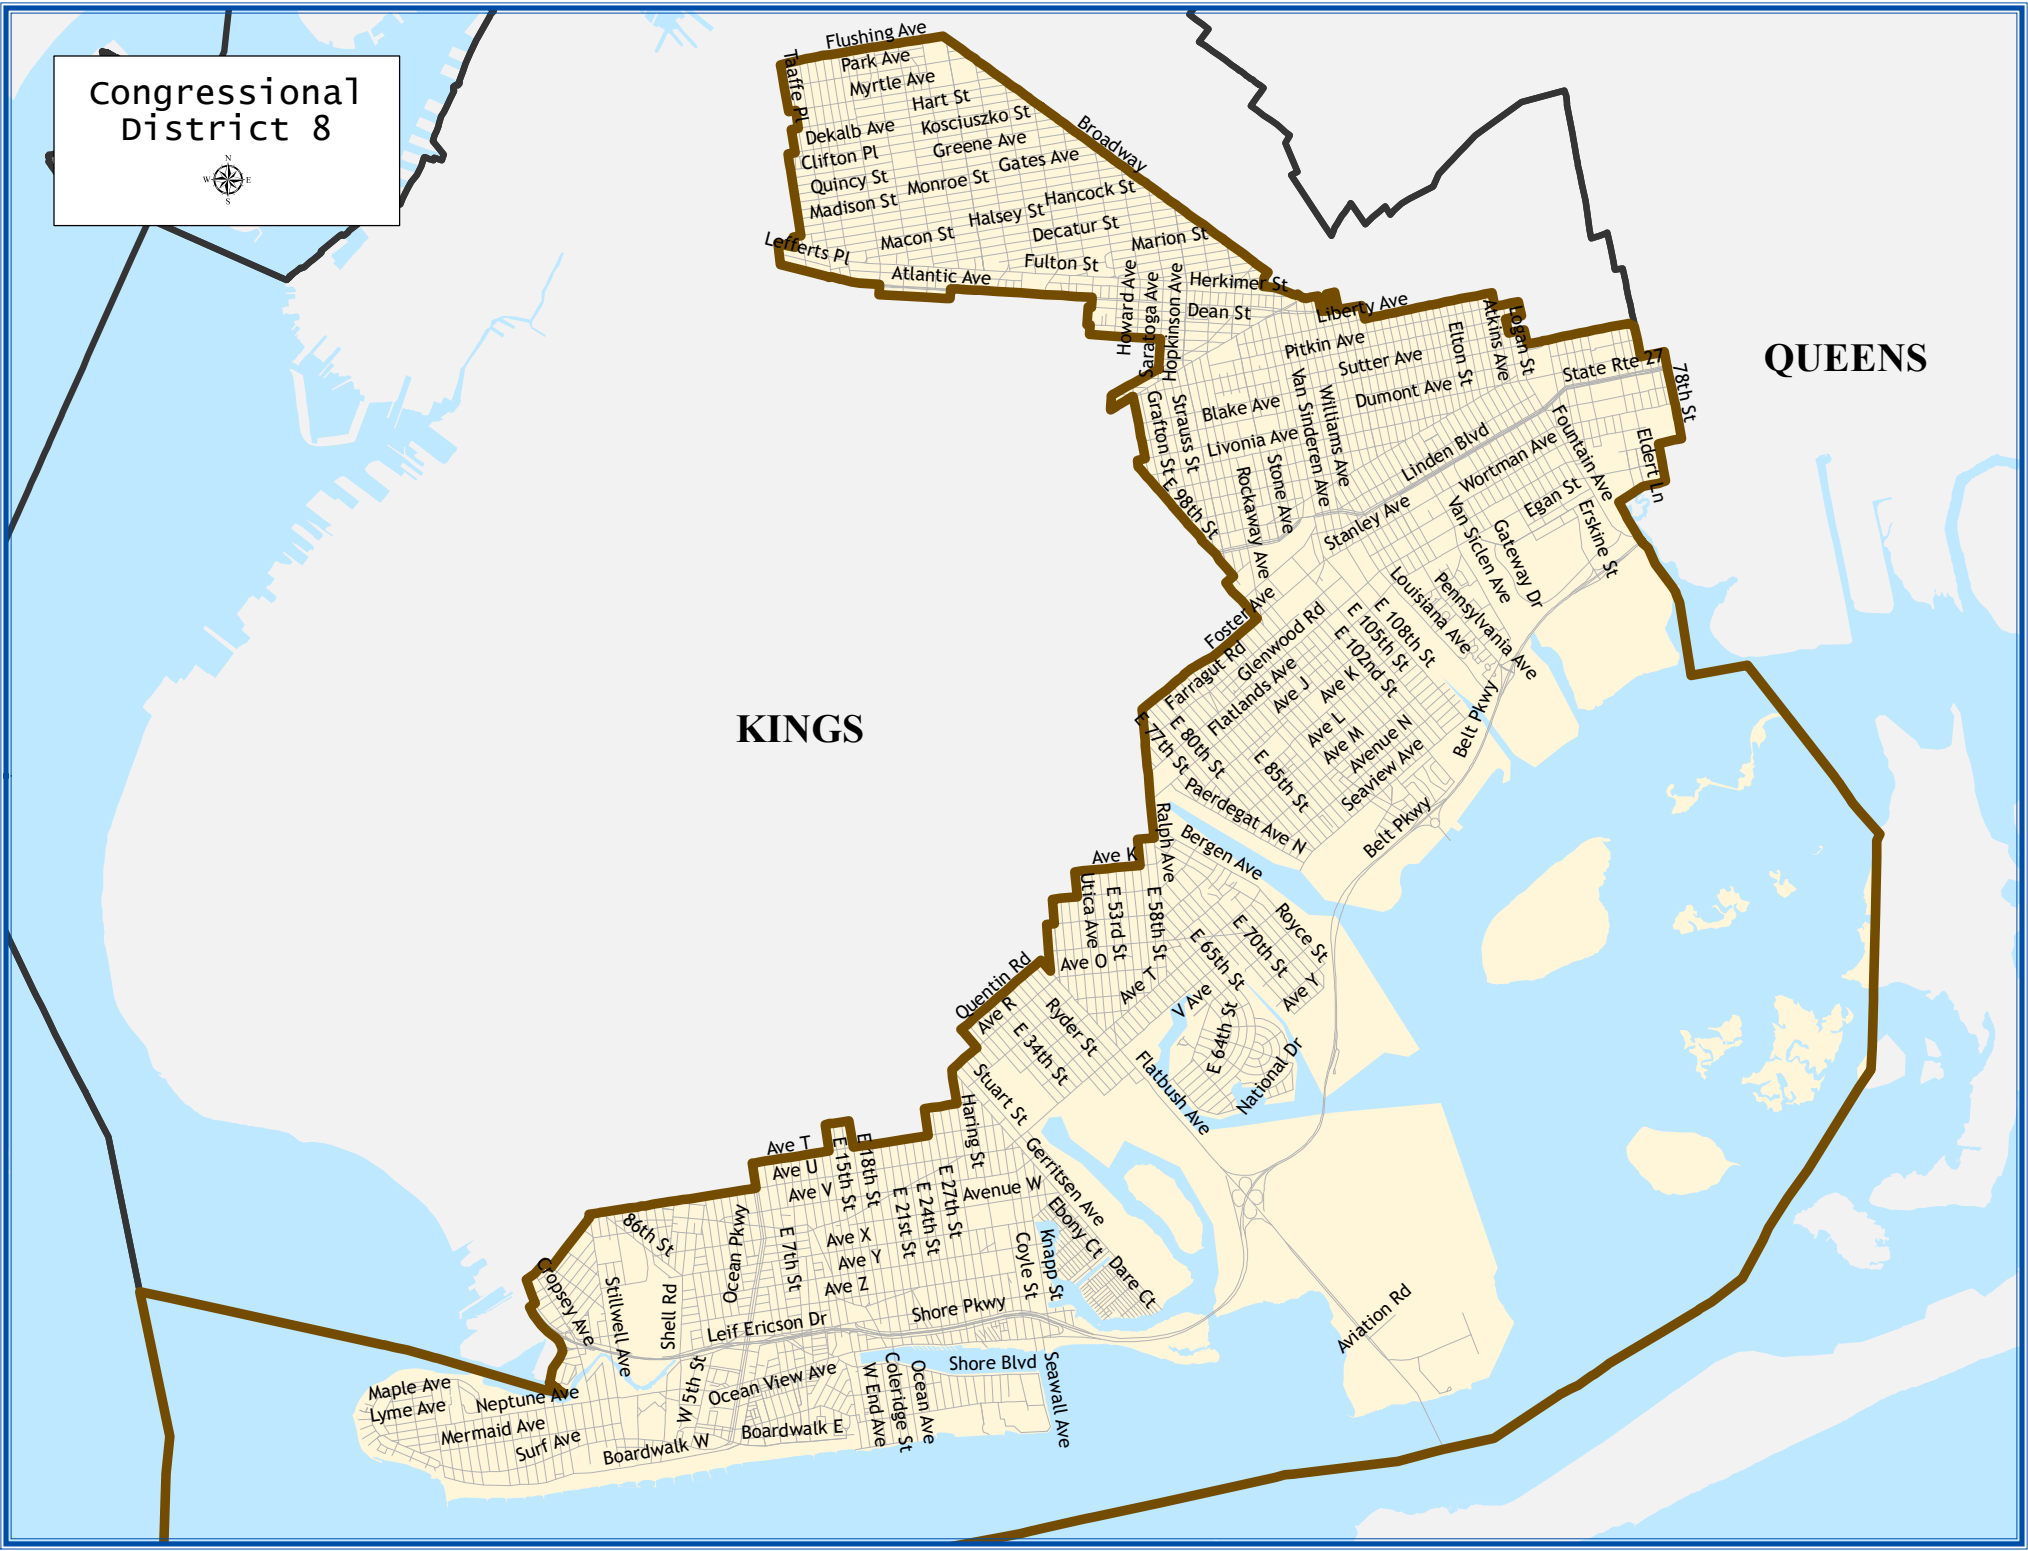 Congressional
District 8
N
W
E
S
Flushing Ave
Taaffe Pl
Park Ave
Myrtle Ave
Hart St
Kosciuszko St
Broadway
Dekalb Ave
Greene Ave
Clifton Pl
Gates Ave
Quincy St
Monroe St
Hancock St
Madison St
Halsey St
Decatur St
Macon St
Marion St
Lefferts Pl
Fulton St
Atlantic Ave
Herkimer St
Howard Ave
Saratoga Ave
Hopkinson Ave
Dean St
Liberty Ave
Atkins Ave
Logan St
Elton St
Pitkin Ave
Sutter Ave
State Rte 27
QUEENS
78th St
Dumont Ave
Van Sinderen Ave
Williams Ave
Blake Ave
Grafton St
Strauss St
Livonia Ave
Linden Blvd
Fountain Ave
Eldert Ln
Wortman Ave
Stone Ave
Rockaway Ave
E 98th St
Egan St
Stanley Ave
Van Siclen Ave
Gateway Dr
Erskine St
Louisiana Ave
Pennsylvania Ave
Foster Ave
Glenwood Rd
E 108th St
E 105th St
E 102nd St
Farragut Rd
Flatlands Ave
Ave J
Ave K
KINGS
E 77th St
E 80th St
Ave L
Ave M
Avenue N
Belt Pkwy
E 85th St
Seaview Ave
Paerdegat Ave N
Belt Pkwy
Ralph Ave
Bergen Ave
Ave K
Utica Ave
E 53rd St
E 58th St
Royce St
E 70th St
E 65th St
Quentin Rd
Ave O
Ave T
Ave Y
V Ave
Ave R
Ryder St
E 34th St
E 64th St
National Dr
Flatbush Ave
Stuart St
Haring St
Ave T
E 15th St
E 18th St
Gerritsen Ave
Ave U
Ave V
E 21st St
E 24th St
E 27th St
Avenue W
Ebony Ct
86th St
Ocean Pkwy
E 7th St
Ave X
Coyle St
Knapp St
Ave Y
Dare Ct
Cropsey Ave
Stillwell Ave
Shell Rd
Ave Z
Shore Pkwy
Leif Ericson Dr
Aviation Rd
Shore Blvd
Seawall Ave
Maple Ave
Neptune Ave
W 5th St
Ocean View Ave
W End Ave
Coleridge St
Ocean Ave
Lyme Ave
Mermaid Ave
Surf Ave
Boardwalk W
Boardwalk E